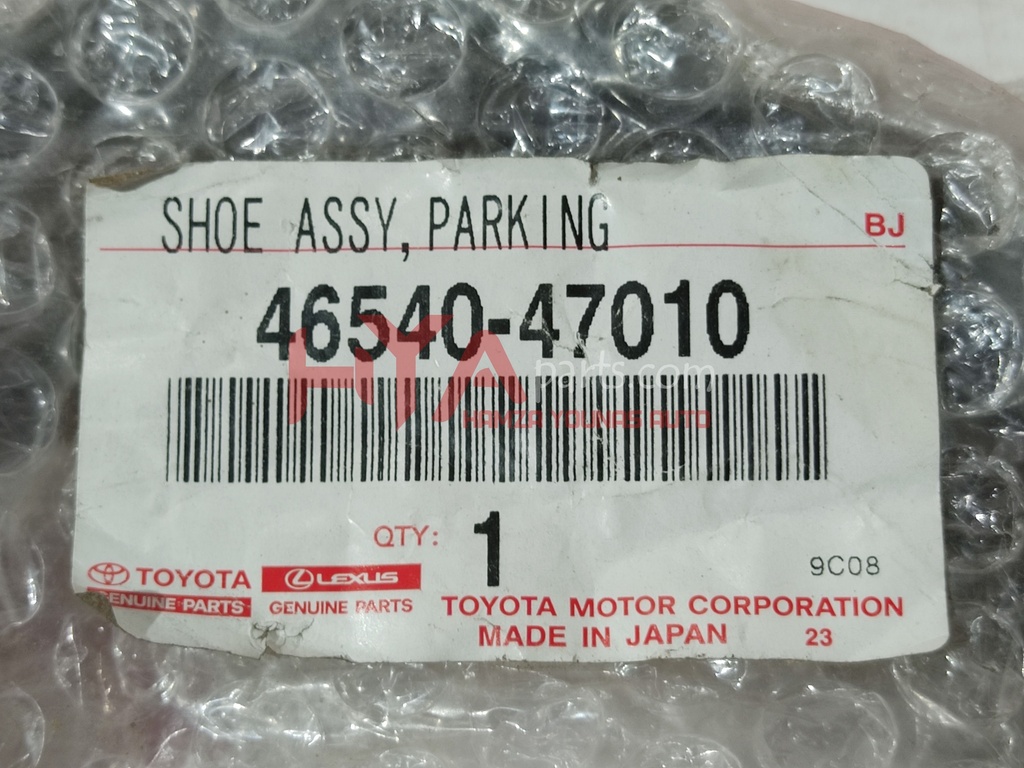 SHOE ASSY, PARKING
BJ
46540-47010
HYA parts.com
HAMZA YOUNAS AUTO
QTY: 1
9C08
TOYOTA LEXUS
GENUINE PARTS GENUINE PARTS
TOYOTA MOTOR CORPORATION
MADE IN JAPAN 23